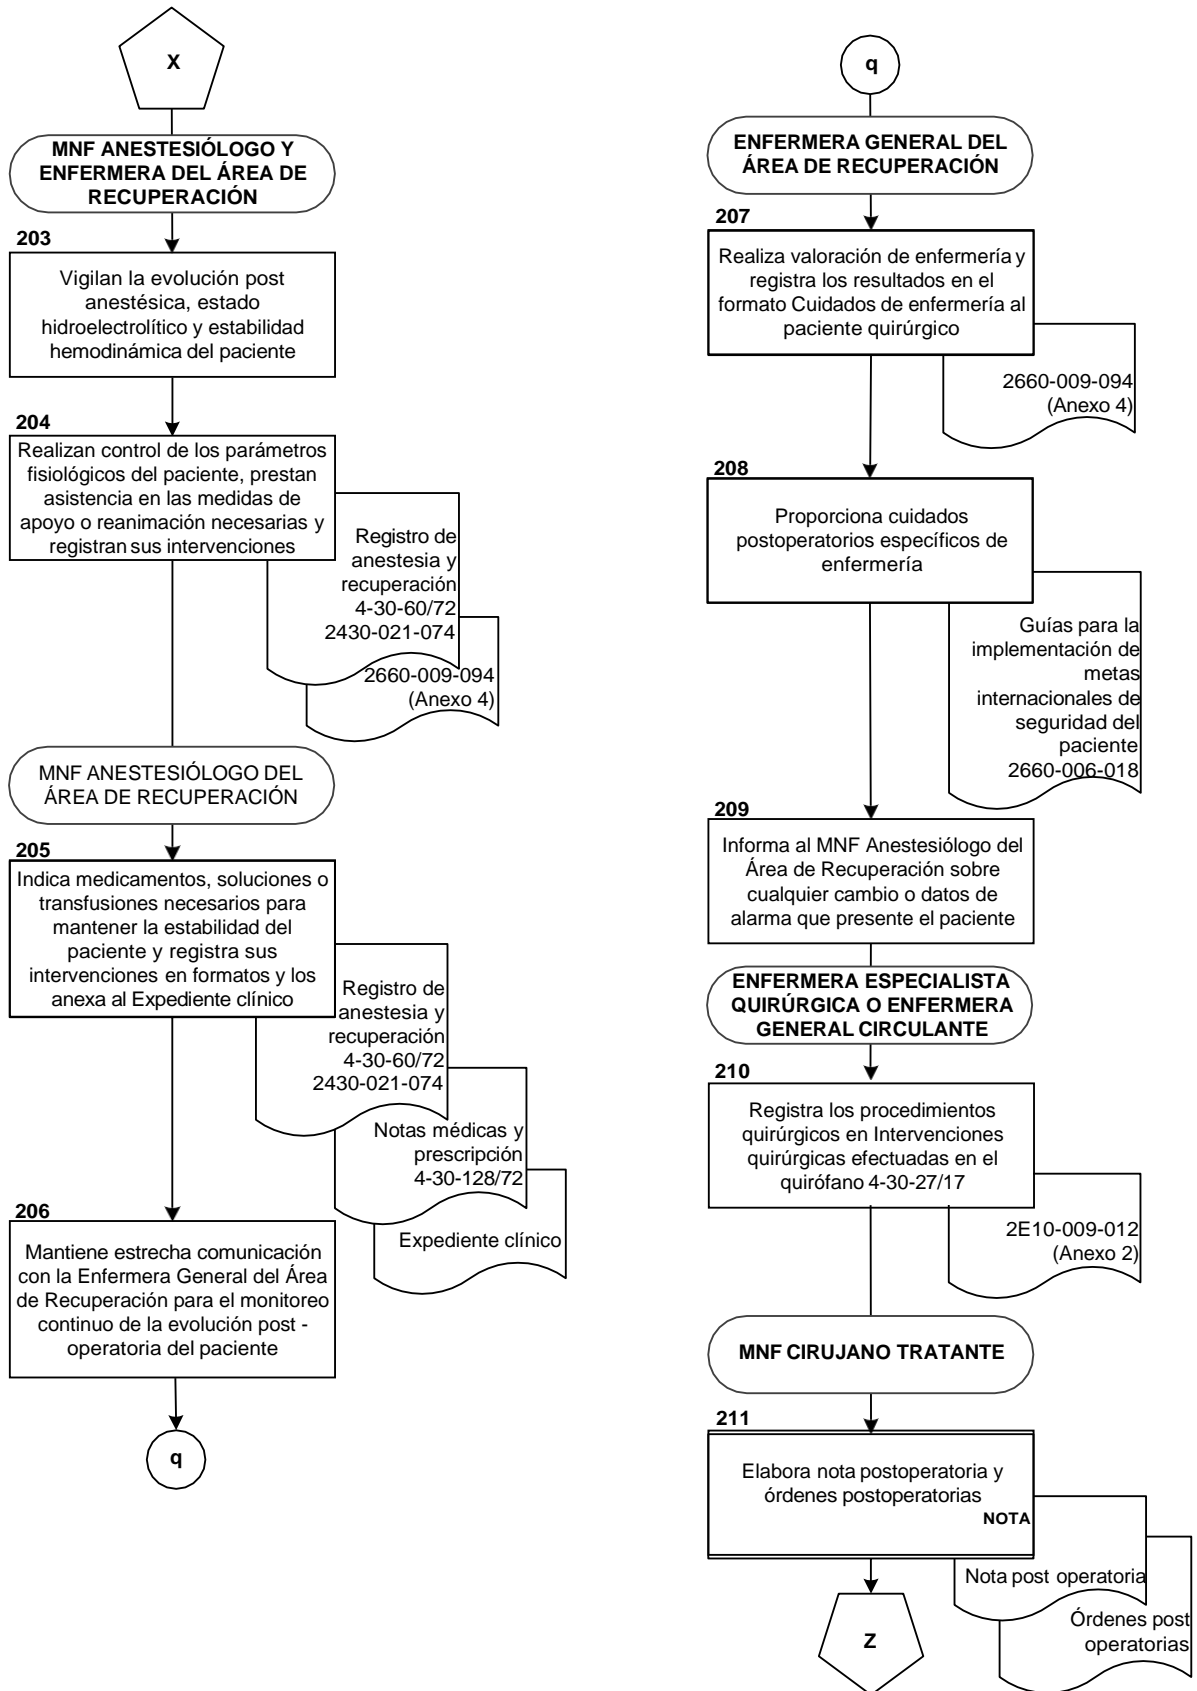 X
MNF ANESTESIÓLOGO Y
ENFERMERA DEL ÁREA DE
RECUPERACIÓN
203
Vigilan la evolución post
anestésica, estado
hidroelectrolítico y estabilidad
hemodinámica del paciente
204
Realizan control de los parámetros
fisiológicos del paciente, prestan
asistencia en las medidas de
apoyo o reanimación necesarias y
registran sus intervenciones
Registro de
anestesia y
recuperación
4-30-60/72
2430-021-074
2660-009-094
(Anexo 4)
MNF ANESTESIÓLOGO DEL
ÁREA DE RECUPERACIÓN
205
Indica medicamentos, soluciones o
transfusiones necesarios para
mantener la estabilidad del
paciente y registra sus
intervenciones en formatos y los
anexa al Expediente clínico
Registro de
anestesia y
recuperación
4-30-60/72
2430-021-074
Notas médicas y
prescripción
4-30-128/72
Expediente clínico
206
Mantiene estrecha comunicación
con la Enfermera General del Área
de Recuperación para el monitoreo
continuo de la evolución post -
operatoria del paciente
q
q
ENFERMERA GENERAL DEL
ÁREA DE RECUPERACIÓN
207
Realiza valoración de enfermería y
registra los resultados en el
formato Cuidados de enfermería al
paciente quirúrgico
2660-009-094
(Anexo 4)
208
Proporciona cuidados
postoperatorios específicos de
enfermería
Guías para la
implementación de
metas
internacionales de
seguridad del
paciente
2660-006-018
209
Informa al MNF Anestesiólogo del
Área de Recuperación sobre
cualquier cambio o datos de
alarma que presente el paciente
ENFERMERA ESPECIALISTA
QUIRÚRGICA O ENFERMERA
GENERAL CIRCULANTE
210
Registra los procedimientos
quirúrgicos en Intervenciones
quirúrgicas efectuadas en el
quirófano 4-30-27/17
2E10-009-012
(Anexo 2)
MNF CIRUJANO TRATANTE
211
Elabora nota postoperatoria y
órdenes postoperatorias
NOTA
Nota post operatoria
Órdenes post
operatorias
Z